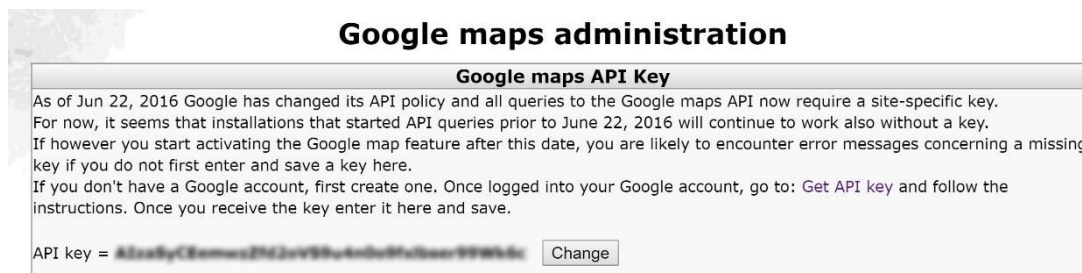 Google maps administration
Google maps API Key
As of Jun 22, 2016 Google has changed its API policy and all queries to the Google maps API now require a site-specific key.
For now, it seems that installations that started API queries prior to June 22, 2016 will continue to work also without a key.
If however you start activating the Google map feature after this date, you are likely to encounter error messages concerning a missing
key if you do not first enter and save a key here.
If you don't have a Google account, first create one. Once logged into your Google account, go to: Get API key and follow the
instructions. Once you receive the key enter it here and save.
API key = Change